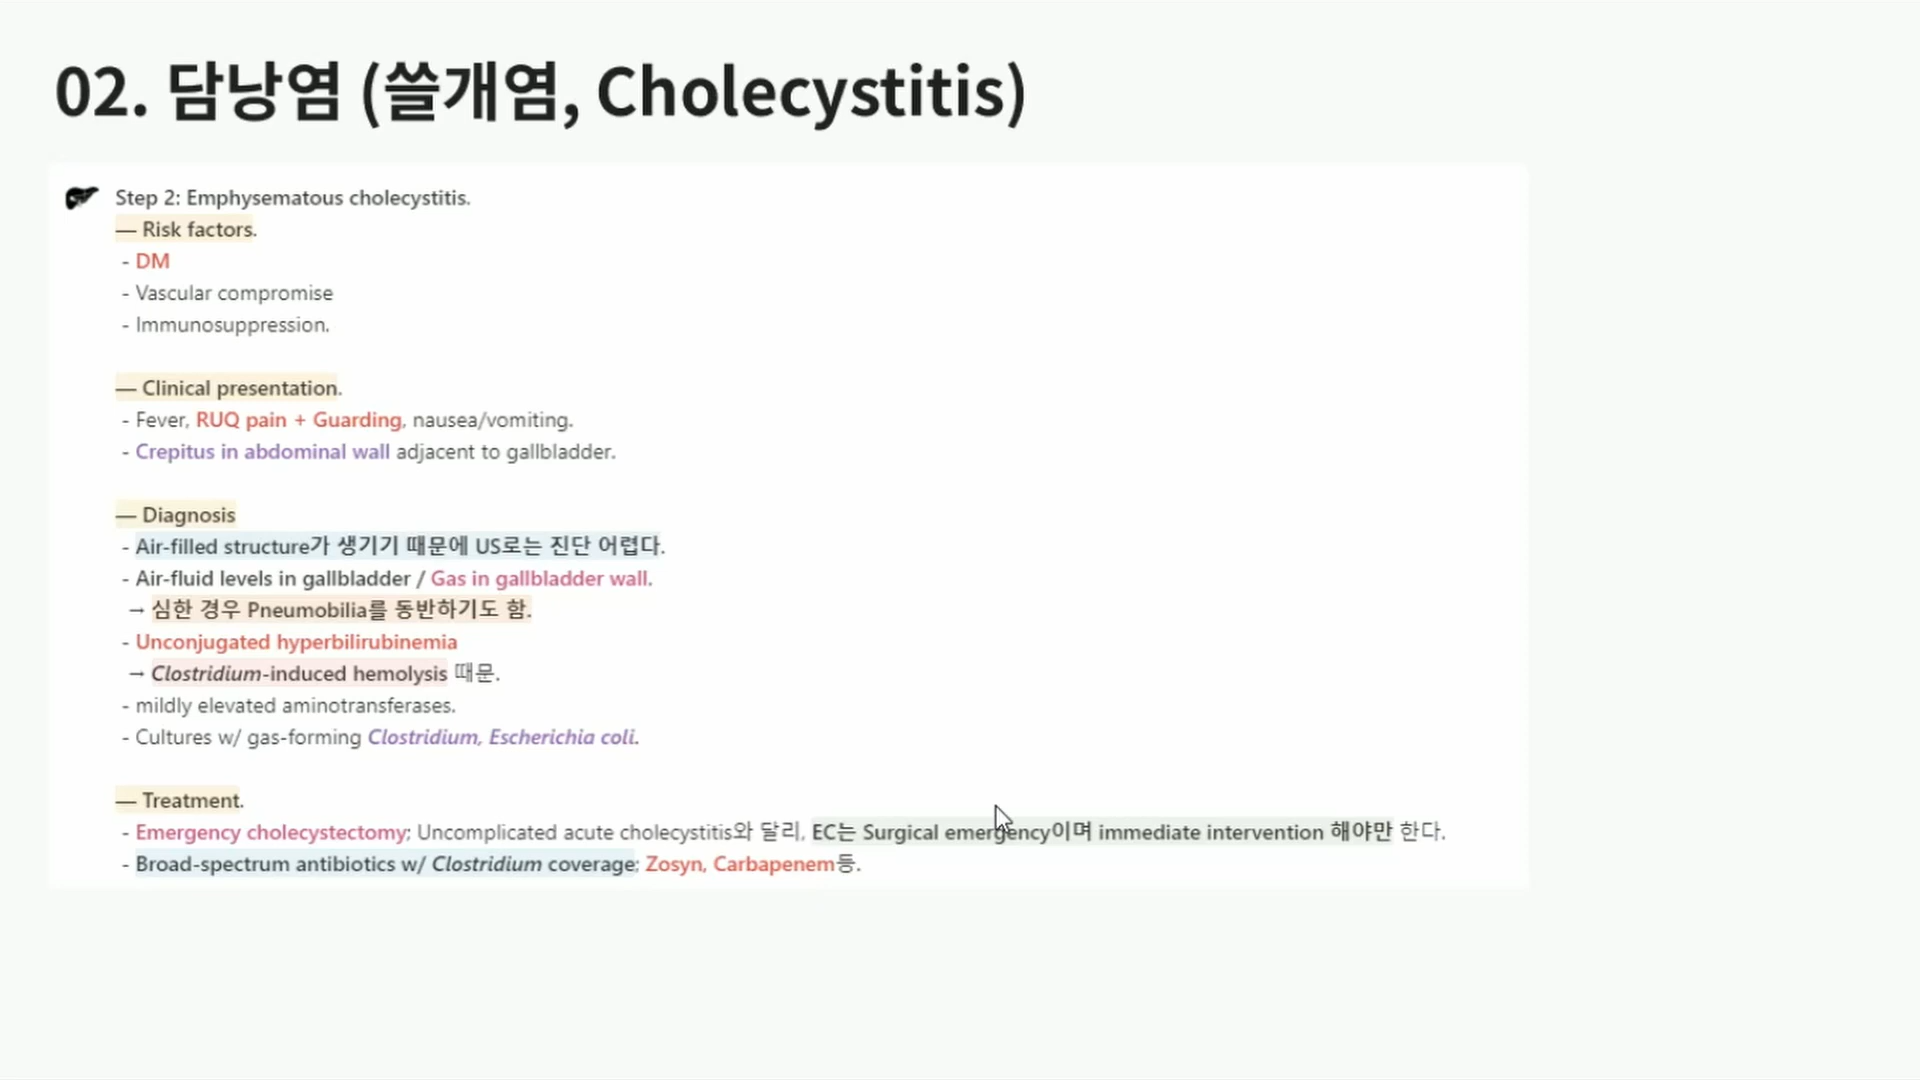 02. 담낭염 (쓸개염, Cholecystitis)
Step 2: Emphysematous cholecystitis.
— Risk factors.
- DM
- Vascular compromise
- Immunosuppression.
— Clinical presentation.
- Fever, RUQ pain + Guarding, nausea/vomiting.
- Crepitus in abdominal wall adjacent to gallbladder.
— Diagnosis
- Air-filled structure가 생기기 때문에 US로는 진단 어렵다.
- Air-fluid levels in gallbladder / Gas in gallbladder wall.
→ 심한 경우 Pneumobilia를 동반하기도 함.
- Unconjugated hyperbilirubinemia
→ Clostridium-induced hemolysis 때문.
- mildly elevated aminotransferases.
- Cultures w/ gas-forming Clostridium, Escherichia coli.
— Treatment.
- Emergency cholecystectomy; Uncomplicated acute cholecystitis와 달리, EC는 Surgical emergency이며 immediate intervention 해야만 한다.
- Broad-spectrum antibiotics w/ Clostridium coverage; Zosyn, Carbapenem등.